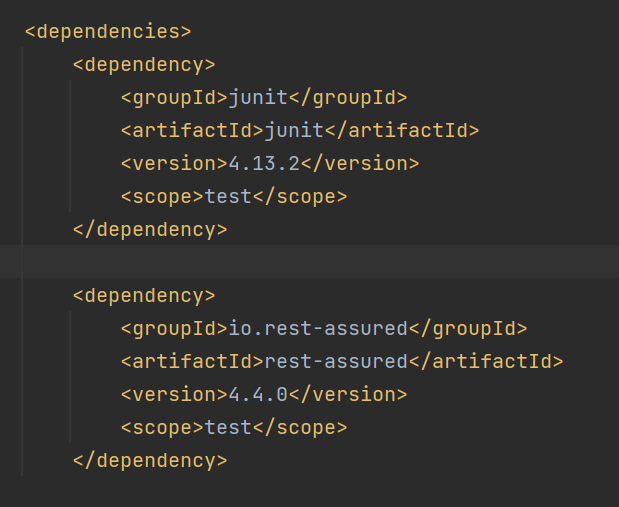 <dependencies>
<dependency>
<groupId>junit</groupId>
<artifactId>junit</artifactId>
<version>4.13.2</version>
<scope>test</scope>
</dependency>
<dependency>
<groupId>io.rest-assured</groupId>
<artifactId>rest-assured</artifactId>
<version>4.4.0</version>
<scope>test</scope>
</dependency>